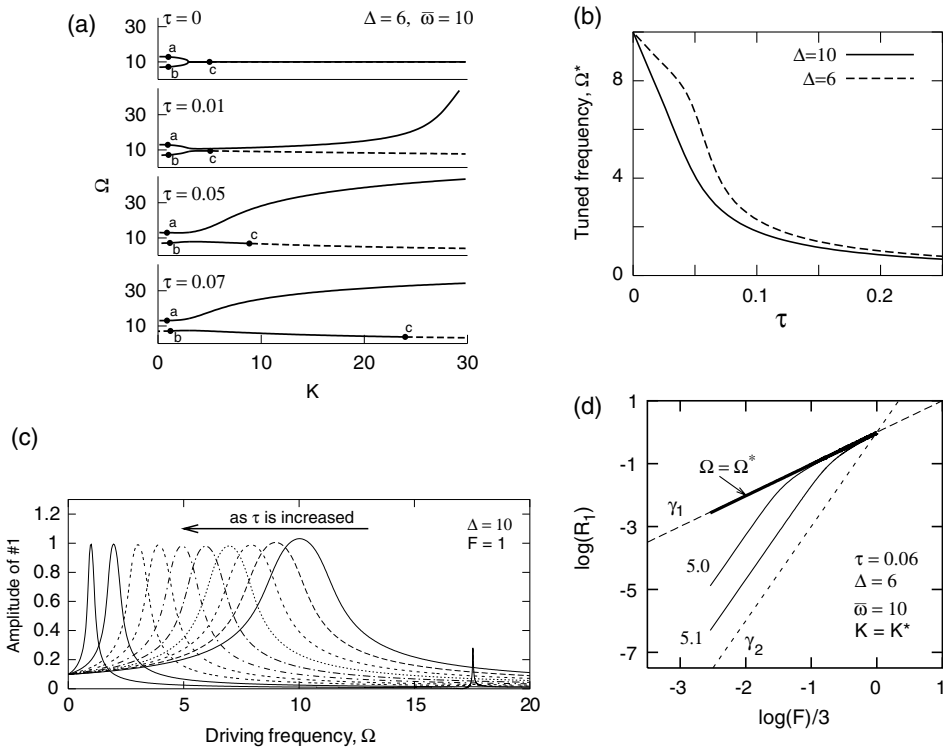 (a)
τ = 0
Δ = 6, ω̅ = 10
30
10
a
b
c
τ = 0.01
30
10
a
b
c
Ω
τ = 0.05
30
10
a
b
c
τ = 0.07
30
10
a
b
c
0 10 20 30
K
(b)
Tuned frequency, Ω*
8
4
0
Δ=10
Δ=6
0 0.1 0.2
τ
(c)
Amplitude of #1
1.2
1
0.8
0.6
0.4
0.2
0
as τ is increased
Δ = 10
F = 1
0 5 10 15 20
Driving frequency, Ω
(d)
log(R1)
1
-1
-3
-5
-7
Ω = Ω*
γ1
5.0
5.1
γ2
τ = 0.06
Δ = 6
ω̅ = 10
K = K*
-3 -2 -1 0 1
log(F)/3